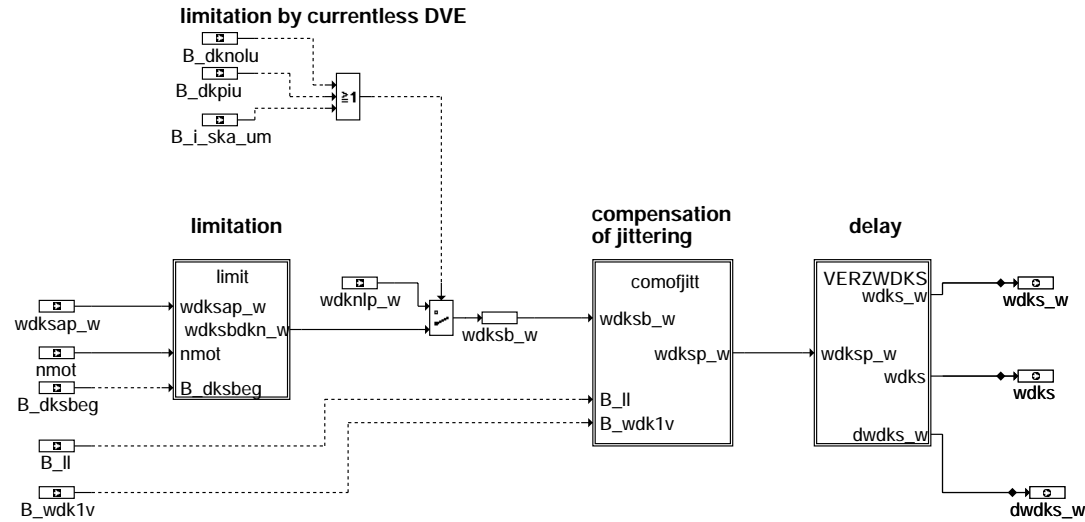 limitation by currentless DVE
B_dknolu
B_dkpiu
≧1
B_i_ska_um
limitation
compensation
of jittering
delay
limit
wdksap_w
wdksbdkn_w
nmot
B_dksbeg
wdksap_w
nmot
B_dksbeg
wdknlp_w
wdksb_w
comofjitt
wdksb_w
wdksp_w
B_ll
B_wdk1v
VERZWDKS
wdks_w
wdksp_w
wdks
dwdks_w
wdks_w
wdks
dwdks_w
B_ll
B_wdk1v